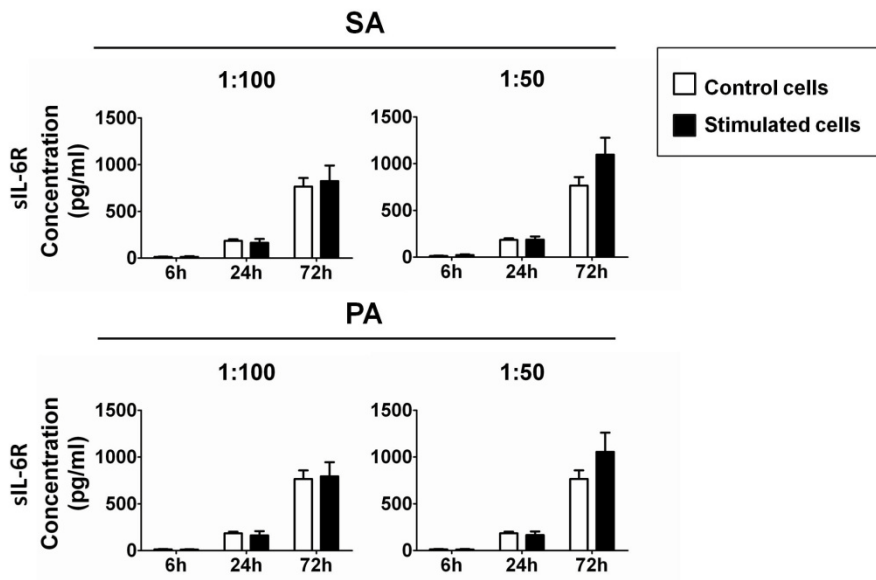 SA
1:100
1:50
Control cells
Stimulated cells
sIL-6R
Concentration
(pg/ml)
1500
1000
500
0
6h 24h 72h
1500
1000
500
0
6h 24h 72h
PA
1:100
1:50
sIL-6R
Concentration
(pg/ml)
1500
1000
500
0
6h 24h 72h
1500
1000
500
0
6h 24h 72h